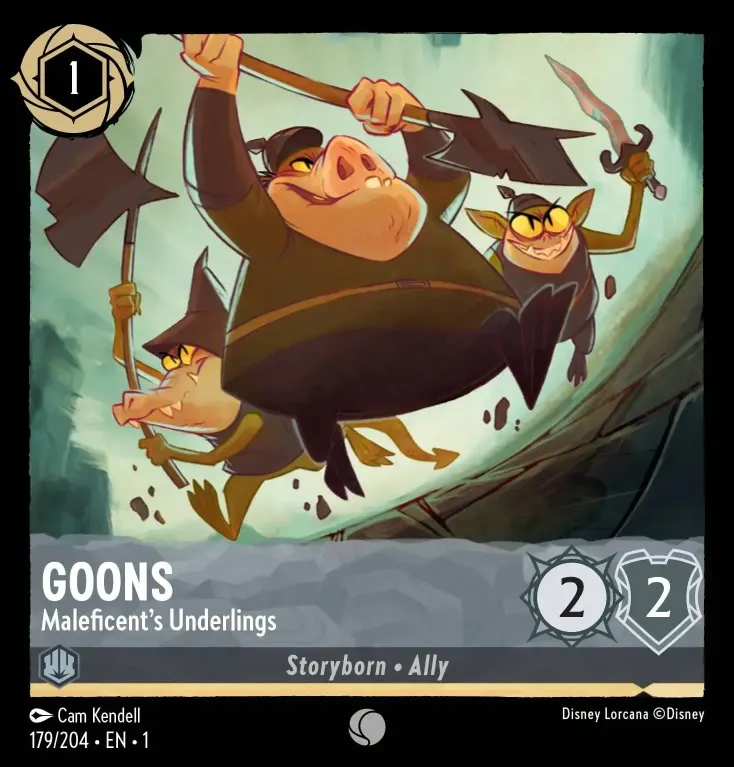 1
GOONS
Maleficent's Underlings
2 2
Storyborn • Ally
Cam Kendell
179/204 • EN • 1
Disney Lorcana ©Disney